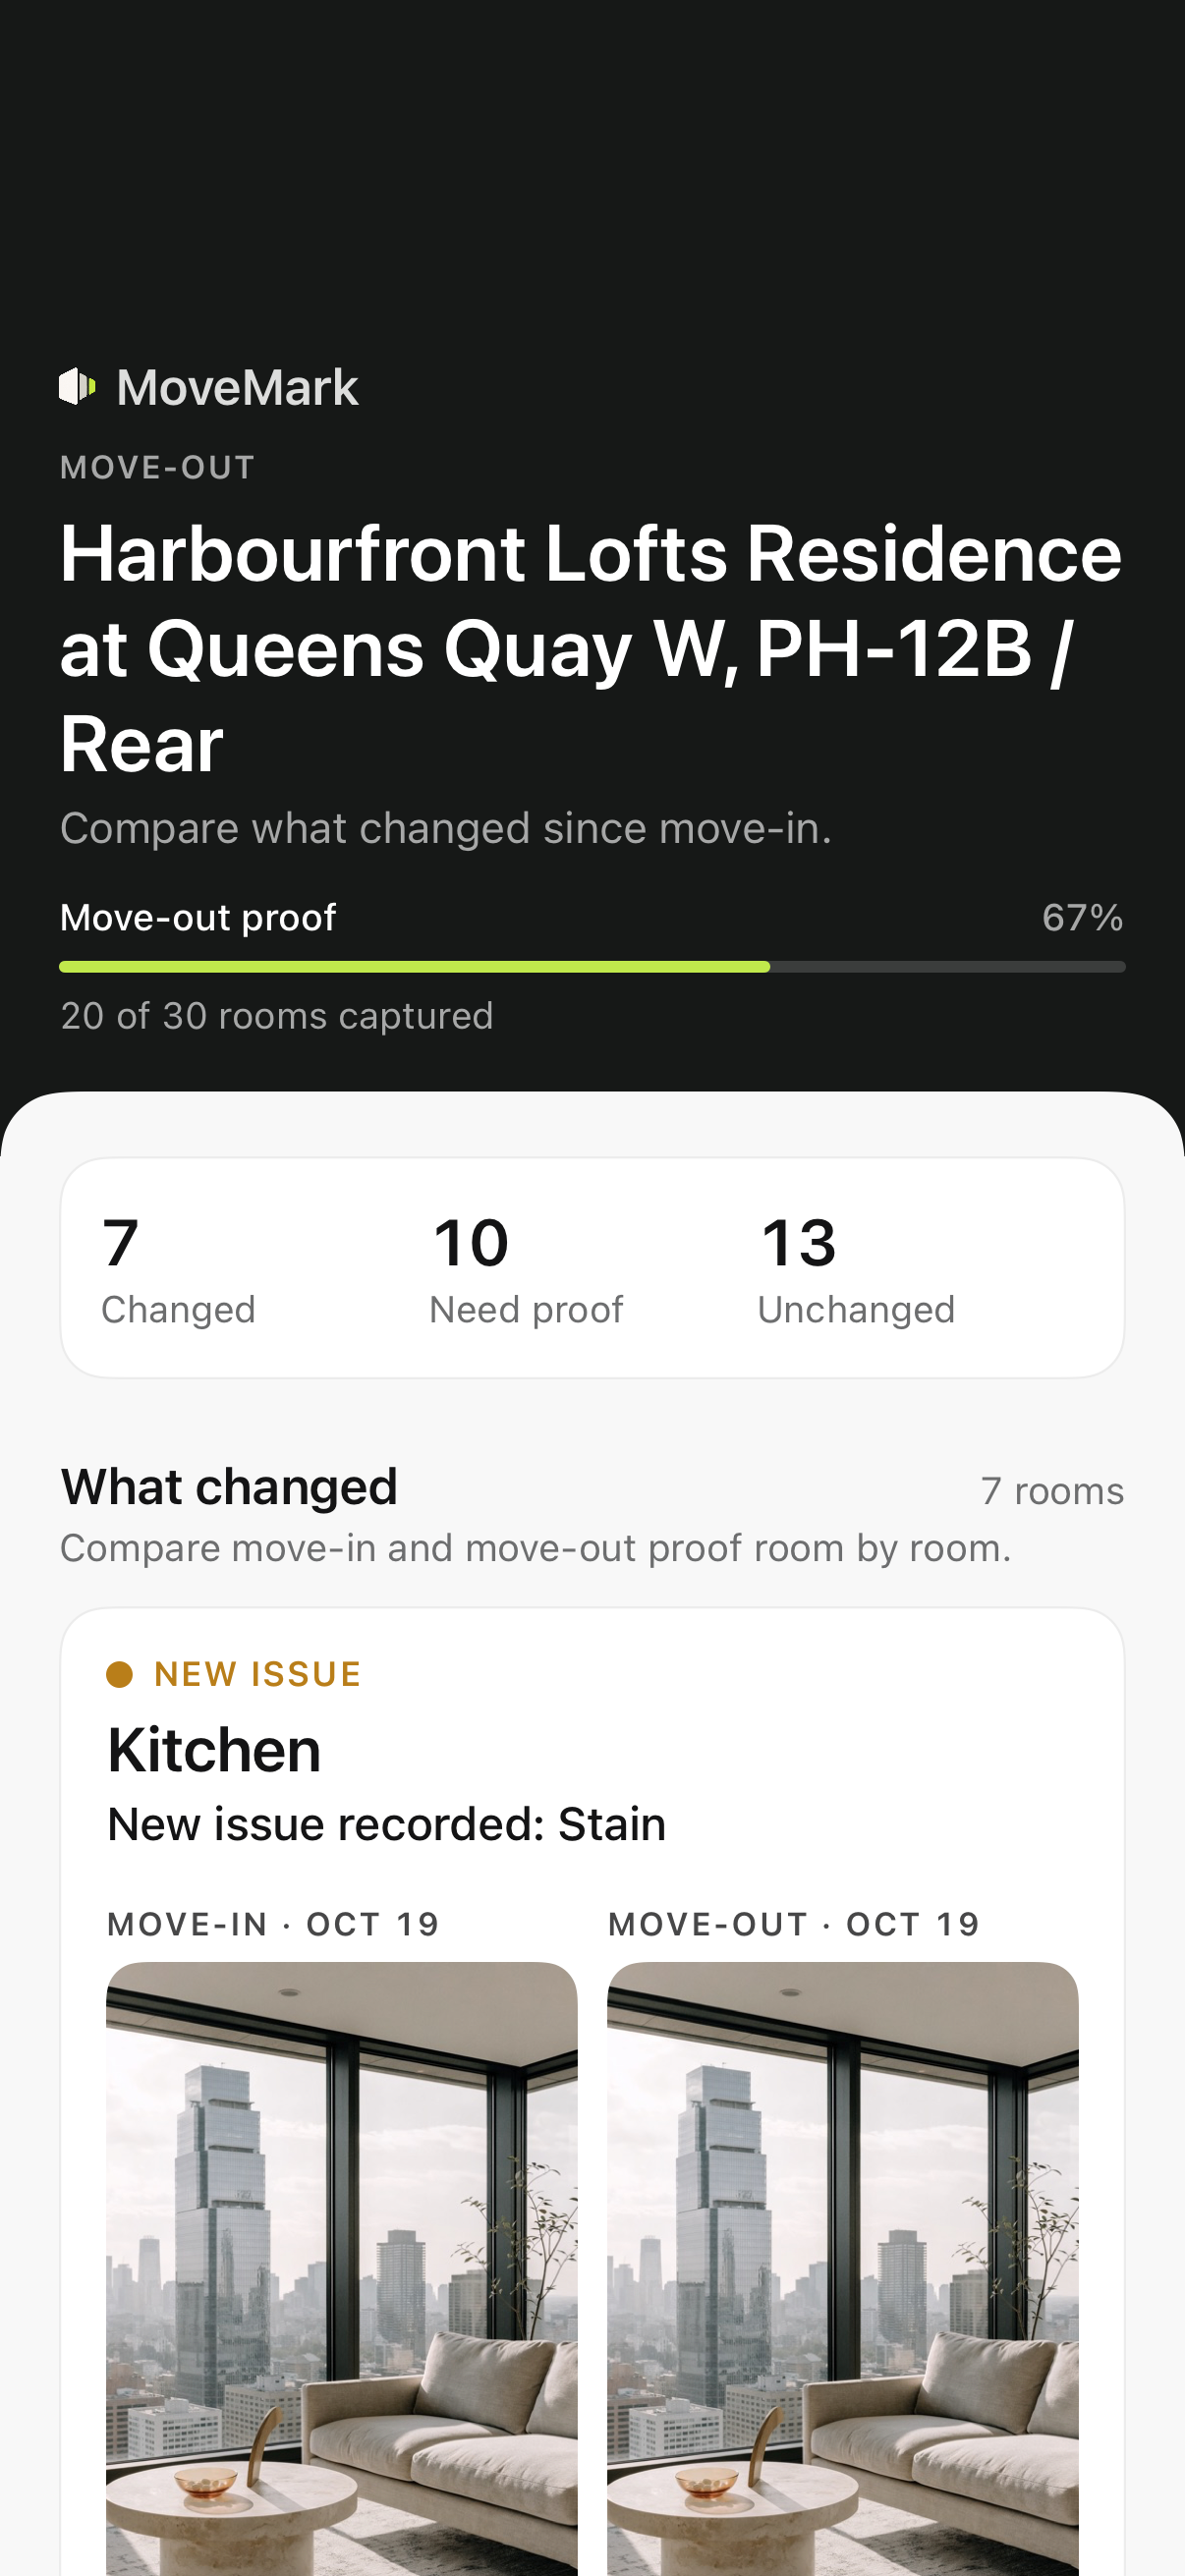 MoveMark
MOVE-OUT
Harbourfront Lofts Residence
at Queens Quay W, PH-12B /
Rear
Compare what changed since move-in.
Move-out proof 67%
20 of 30 rooms captured
7 10 13
Changed Need proof Unchanged
What changed 7 rooms
Compare move-in and move-out proof room by room.
NEW ISSUE
Kitchen
New issue recorded: Stain
MOVE-IN · OCT 19 MOVE-OUT · OCT 19